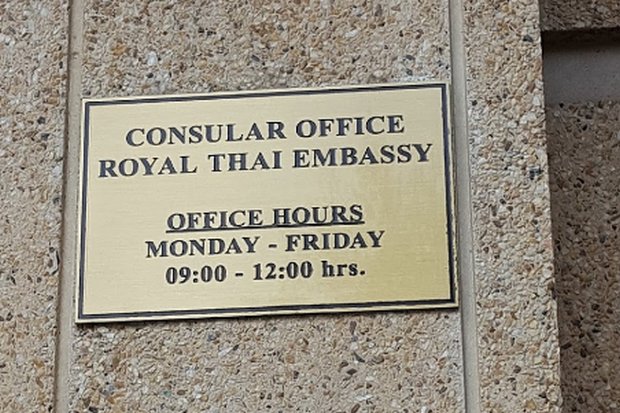 CONSULAR OFFICE
ROYAL THAI EMBASSY
OFFICE HOURS
MONDAY - FRIDAY
09:00 - 12:00 hrs.